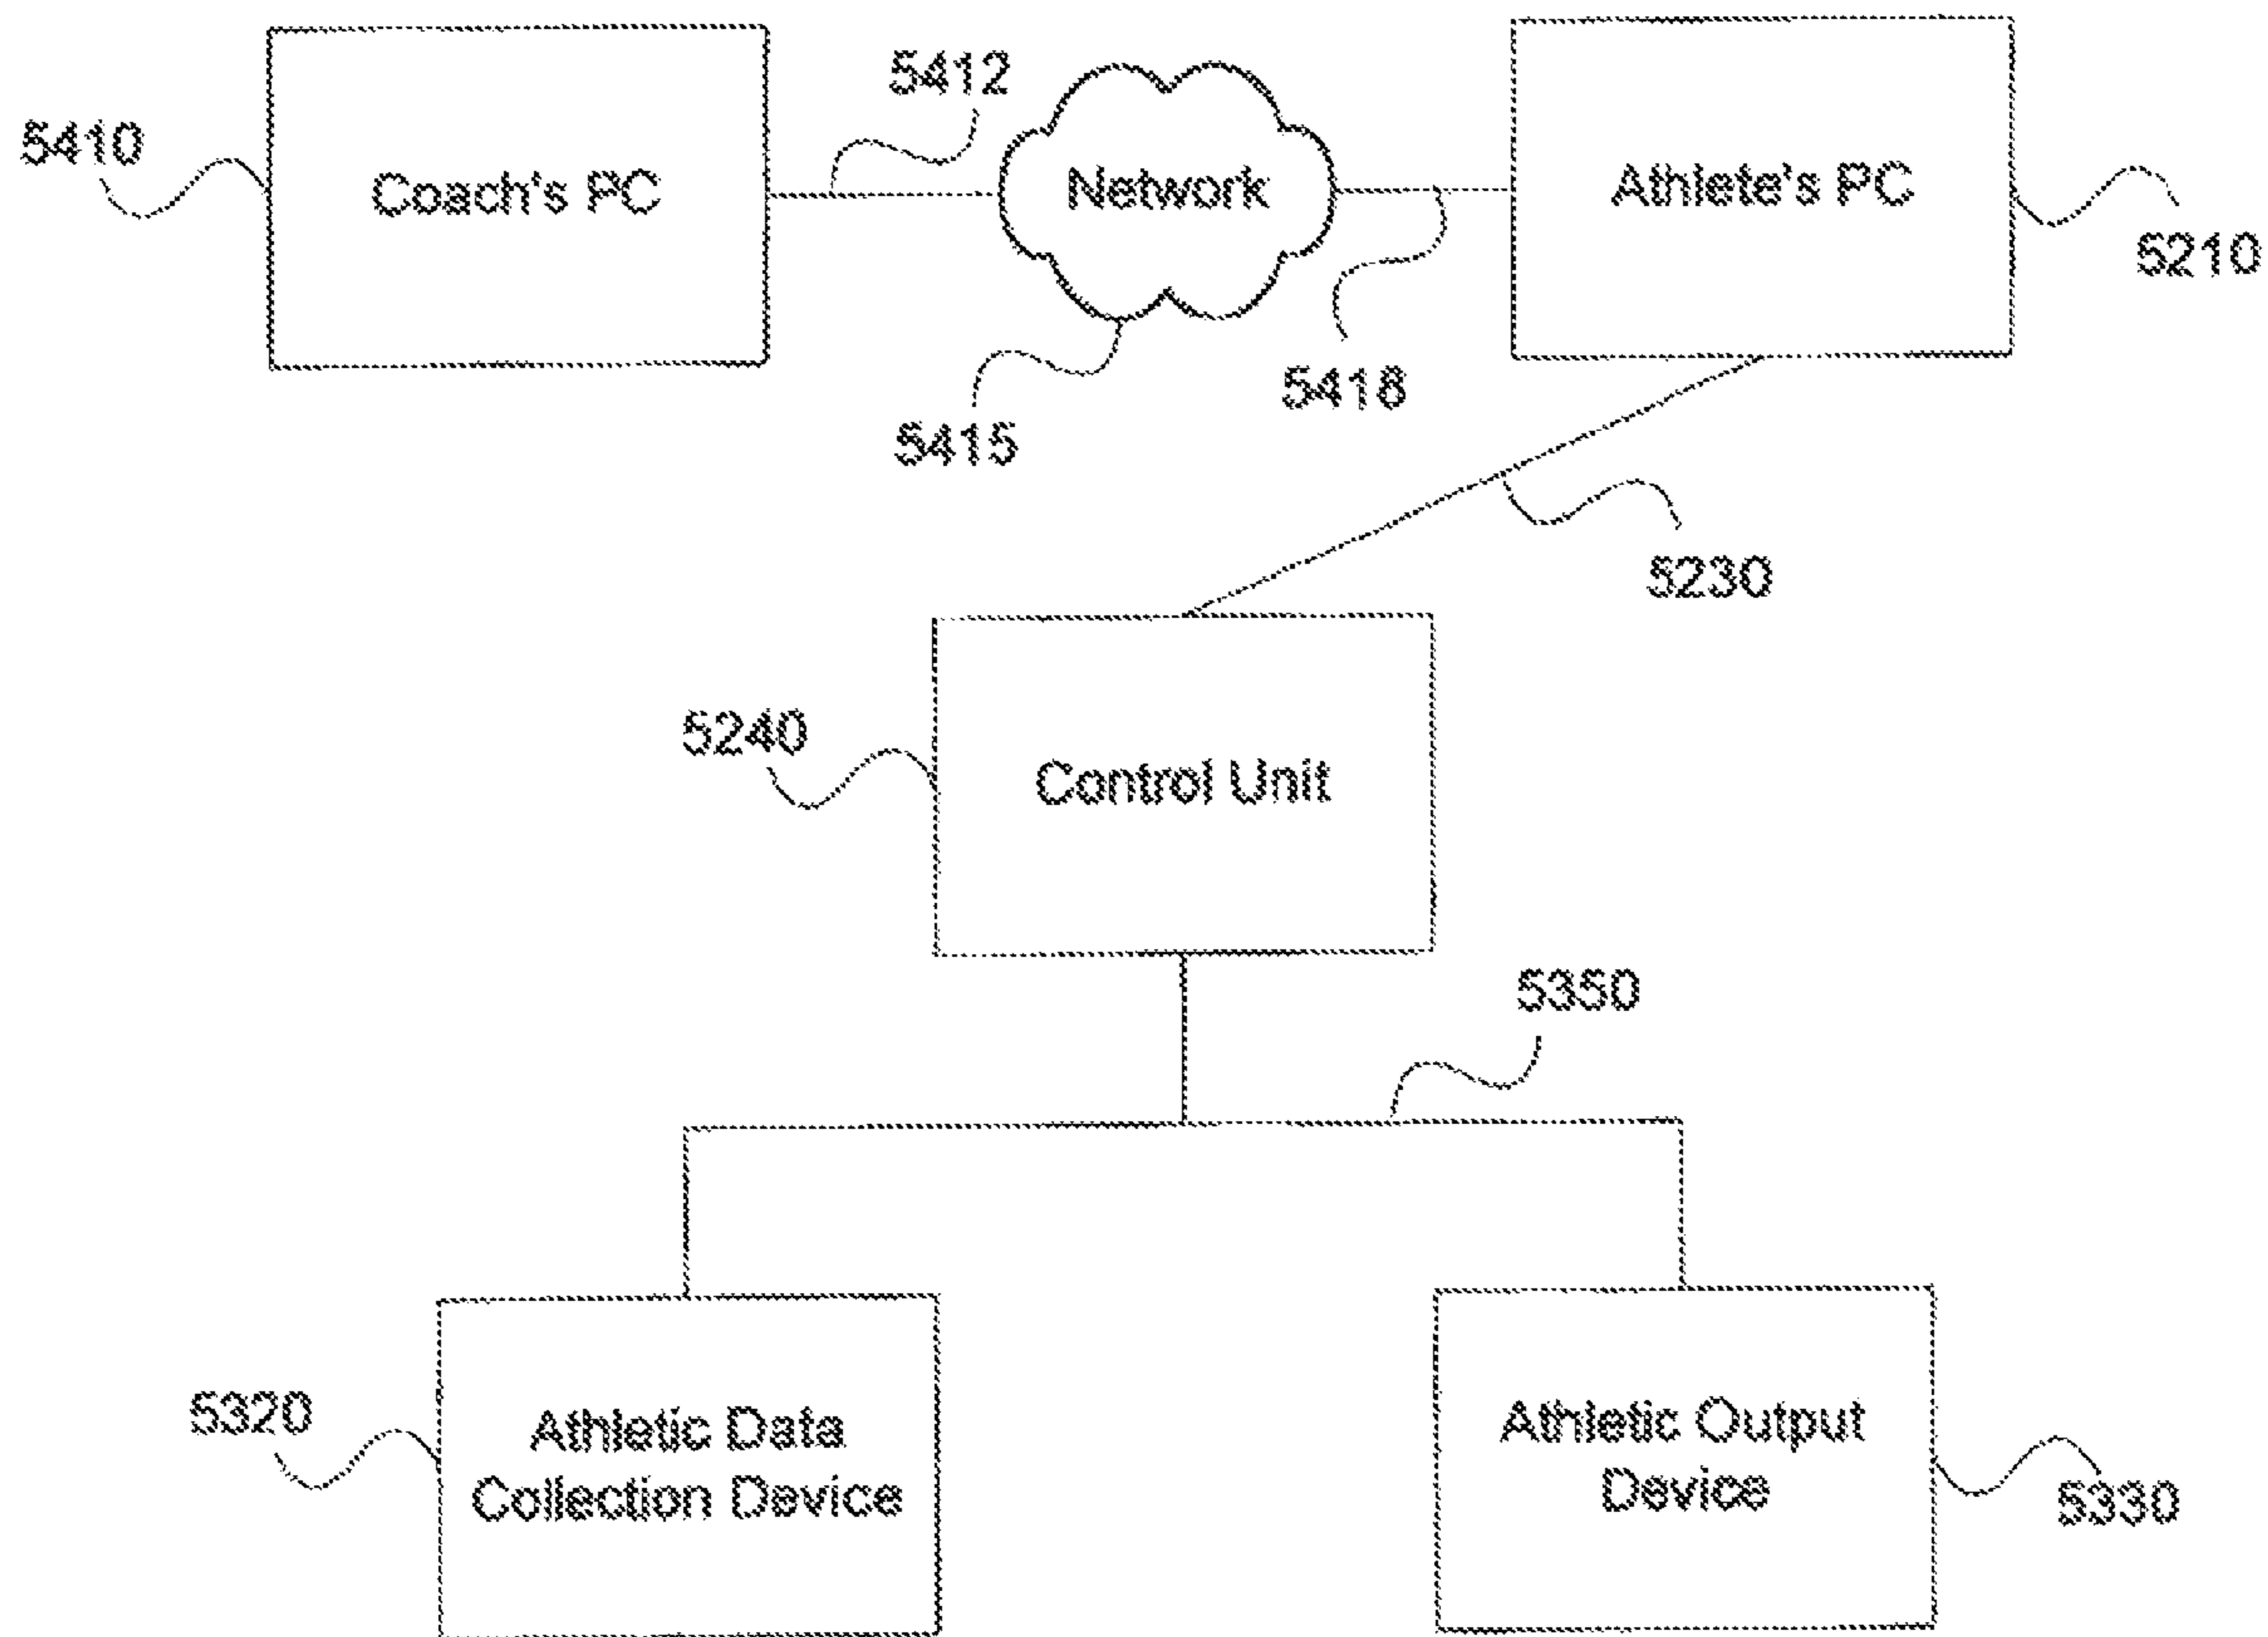 5412
5410
Coach's PC
Network
Athlete's PC
5210
5418
5415
5230
5240
Control Unit
5350
5320
Athletic Data
Collection Device
Athletic Output
Device
5330